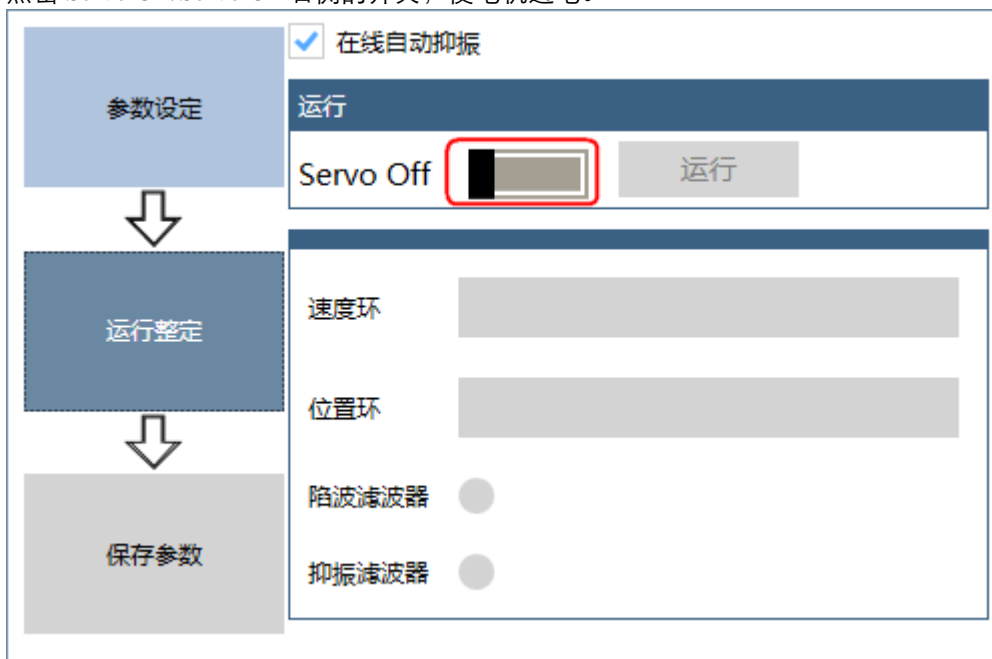 在线自动抑振
参数设定
运行
Servo Off
运行
运行整定
速度环
位置环
陷波滤波器
保存参数
抑振滤波器